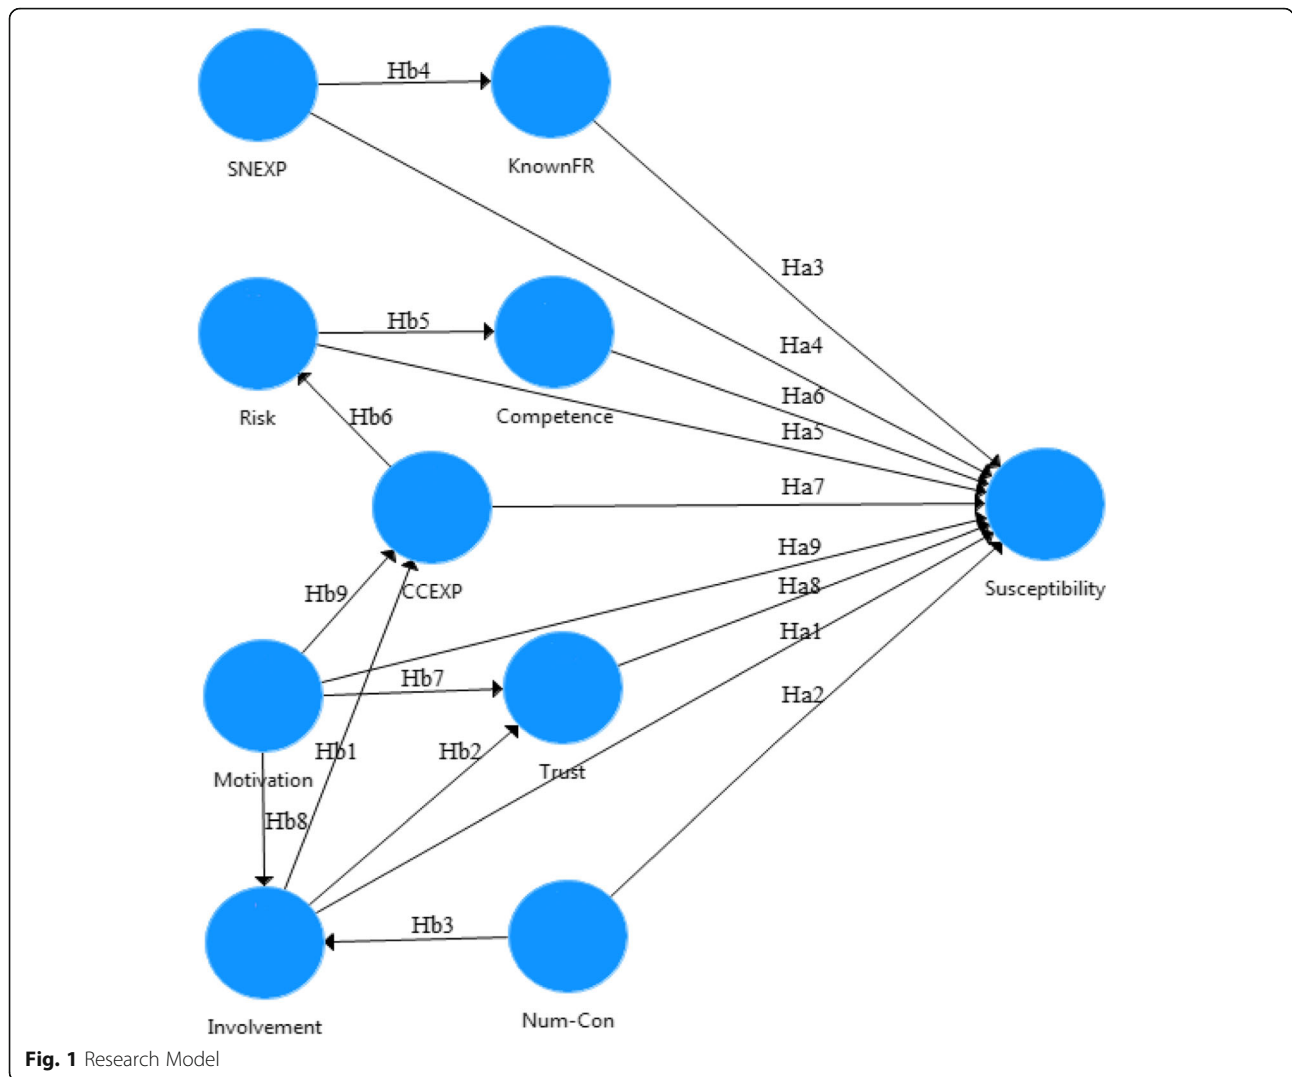 Hb4
SNEXP
KnownFR
Ha3
Hb5
Ha4
Ha6
Risk
Hb6
Competence
Ha5
Ha7
Ha9
Hb9
CCEXP
Ha8
Susceptibility
Ha1
Hb7
Ha2
Hb1
Hb2
Motivation
Trust
Hb8
Hb3
Involvement
Num-Con
Fig. 1 Research Model